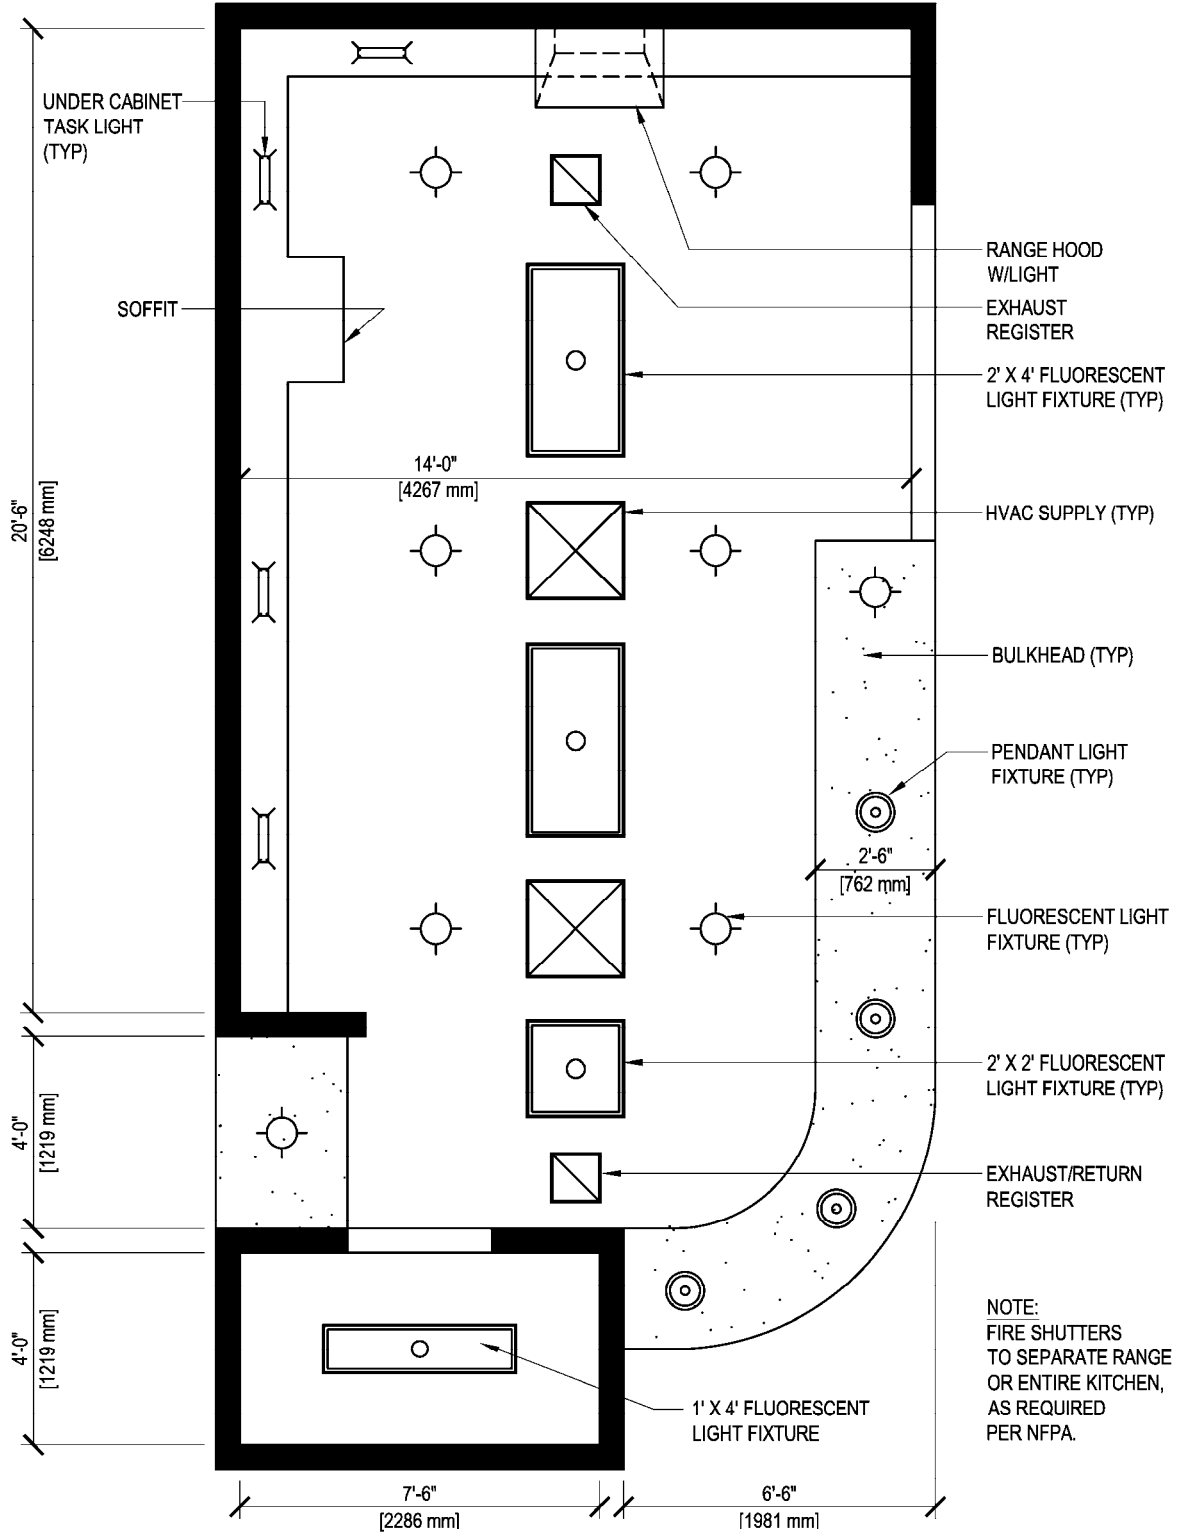 UNDER CABINET
TASK LIGHT
(TYP)
SOFFIT
RANGE HOOD
W/LIGHT
EXHAUST
REGISTER
2' X 4' FLUORESCENT
LIGHT FIXTURE (TYP)
14'-0"
[4267 mm]
20'-6"
[6248 mm]
HVAC SUPPLY (TYP)
BULKHEAD (TYP)
PENDANT LIGHT
FIXTURE (TYP)
2'-6"
[762 mm]
FLUORESCENT LIGHT
FIXTURE (TYP)
2' X 2' FLUORESCENT
LIGHT FIXTURE (TYP)
4'-0"
[1219 mm]
EXHAUST/RETURN
REGISTER
4'-0"
[1219 mm]
NOTE:
FIRE SHUTTERS
TO SEPARATE RANGE
OR ENTIRE KITCHEN,
AS REQUIRED
PER NFPA.
1' X 4' FLUORESCENT
LIGHT FIXTURE
7'-6"
[2286 mm]
6'-6"
[1981 mm]